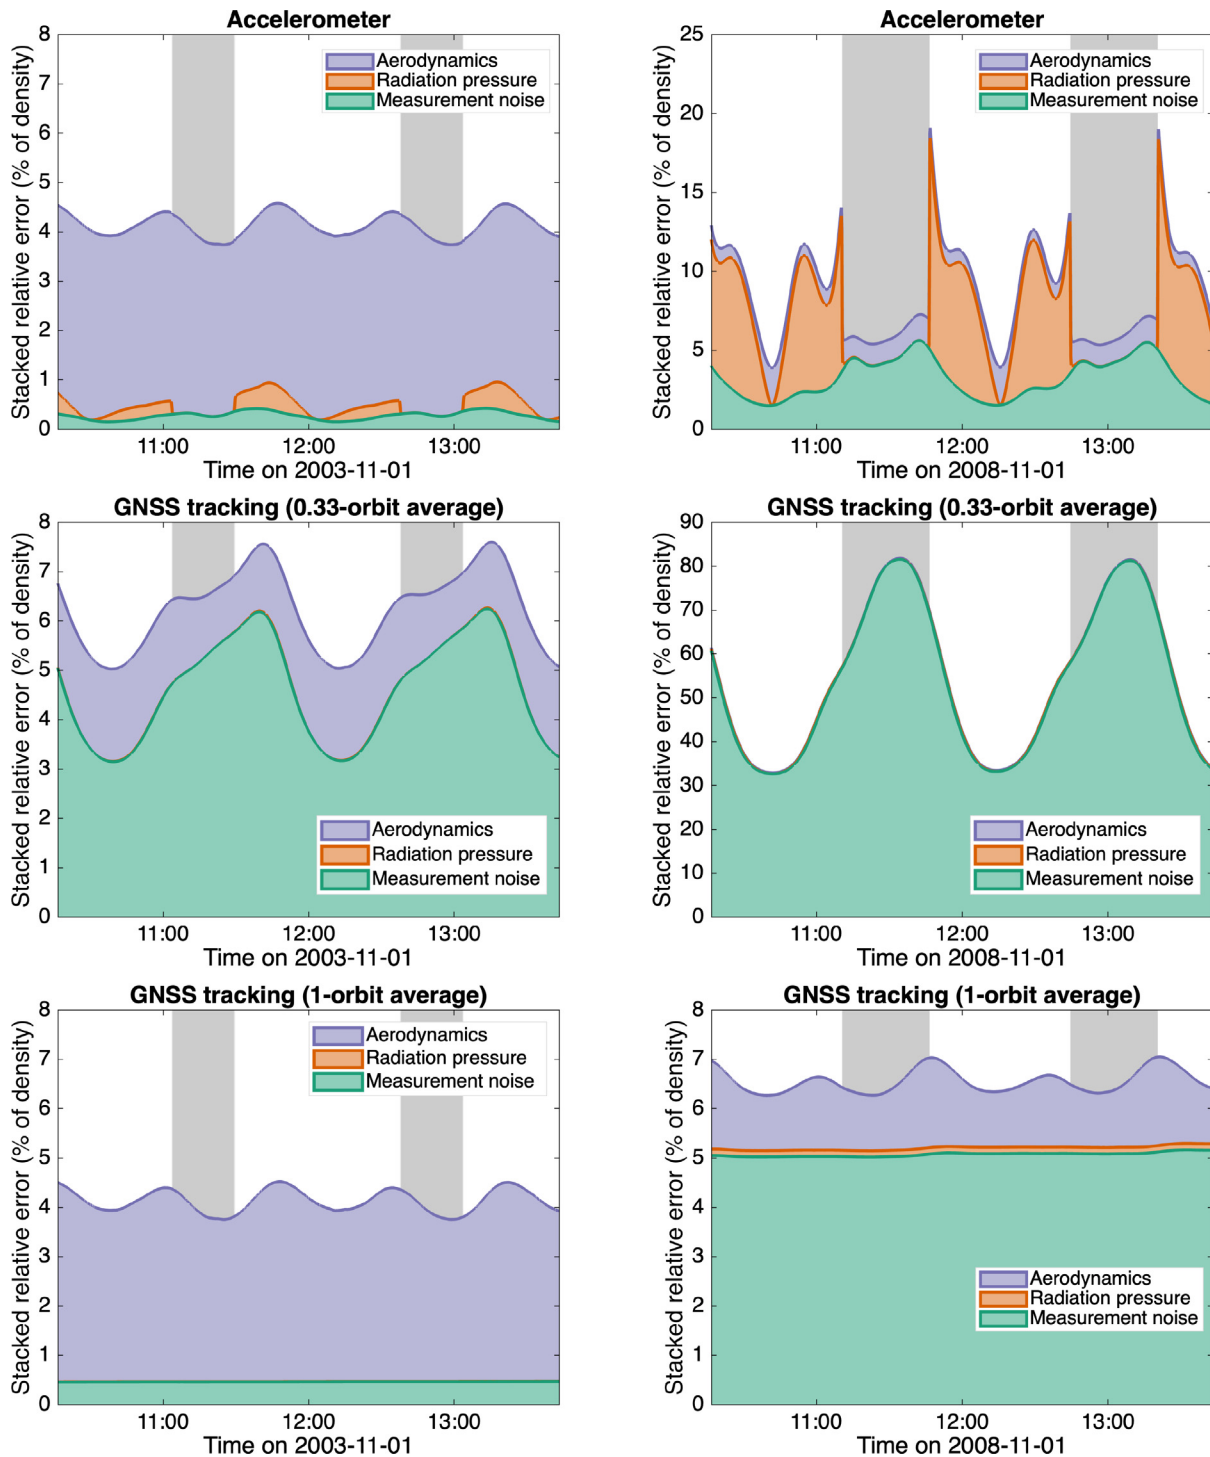 Accelerometer
Stacked relative error (% of density)
8
7
6
5
4
3
2
1
0
Aerodynamics
Radiation pressure
Measurement noise
11:00 12:00 13:00
Time on 2003-11-01
Accelerometer
Stacked relative error (% of density)
25
20
15
10
5
0
Aerodynamics
Radiation pressure
Measurement noise
11:00 12:00 13:00
Time on 2008-11-01
GNSS tracking (0.33-orbit average)
Stacked relative error (% of density)
8
7
6
5
4
3
2
1
0
Aerodynamics
Radiation pressure
Measurement noise
11:00 12:00 13:00
Time on 2003-11-01
GNSS tracking (0.33-orbit average)
Stacked relative error (% of density)
90
80
70
60
50
40
30
20
10
0
Aerodynamics
Radiation pressure
Measurement noise
11:00 12:00 13:00
Time on 2008-11-01
GNSS tracking (1-orbit average)
Stacked relative error (% of density)
8
7
6
5
4
3
2
1
0
Aerodynamics
Radiation pressure
Measurement noise
11:00 12:00 13:00
Time on 2003-11-01
GNSS tracking (1-orbit average)
Stacked relative error (% of density)
8
7
6
5
4
3
2
1
0
Aerodynamics
Radiation pressure
Measurement noise
11:00 12:00 13:00
Time on 2008-11-01